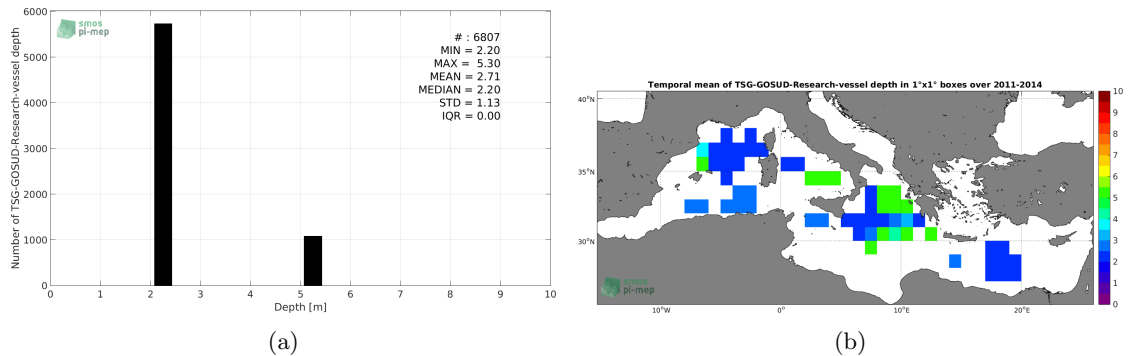 6000
5000
4000
3000
2000
1000
0
Number of TSG-GOSUD-Research-vessel depth
smos
pi-mep
# : 6807
MIN = 2.20
MAX = 5.30
MEAN = 2.71
MEDIAN = 2.20
STD = 1.13
IQR = 0.00
0 1 2 3 4 5 6 7 8 9 10
Depth [m]
(a)
Temporal mean of TSG-GOSUD-Research-vessel depth in 1°x1° boxes over 2011-2014
40°N
35°N
30°N
10°W 0° 10°E 20°E
smos
pi-mep
10
9
8
7
6
5
4
3
2
1
0
(b)